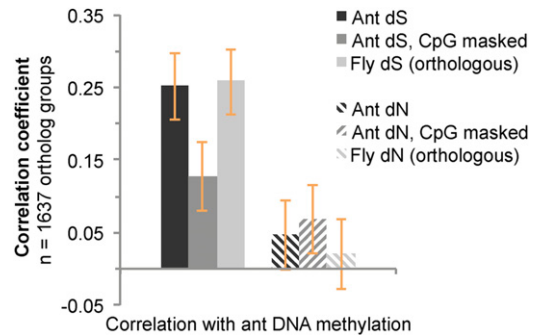 Correlation coefficient
n = 1637 ortholog groups
0.35
0.25
0.15
0.05
-0.05
Ant dS
Ant dS, CpG masked
Fly dS (orthologous)
Ant dN
Ant dN, CpG masked
Fly dN (orthologous)
Correlation with ant DNA methylation